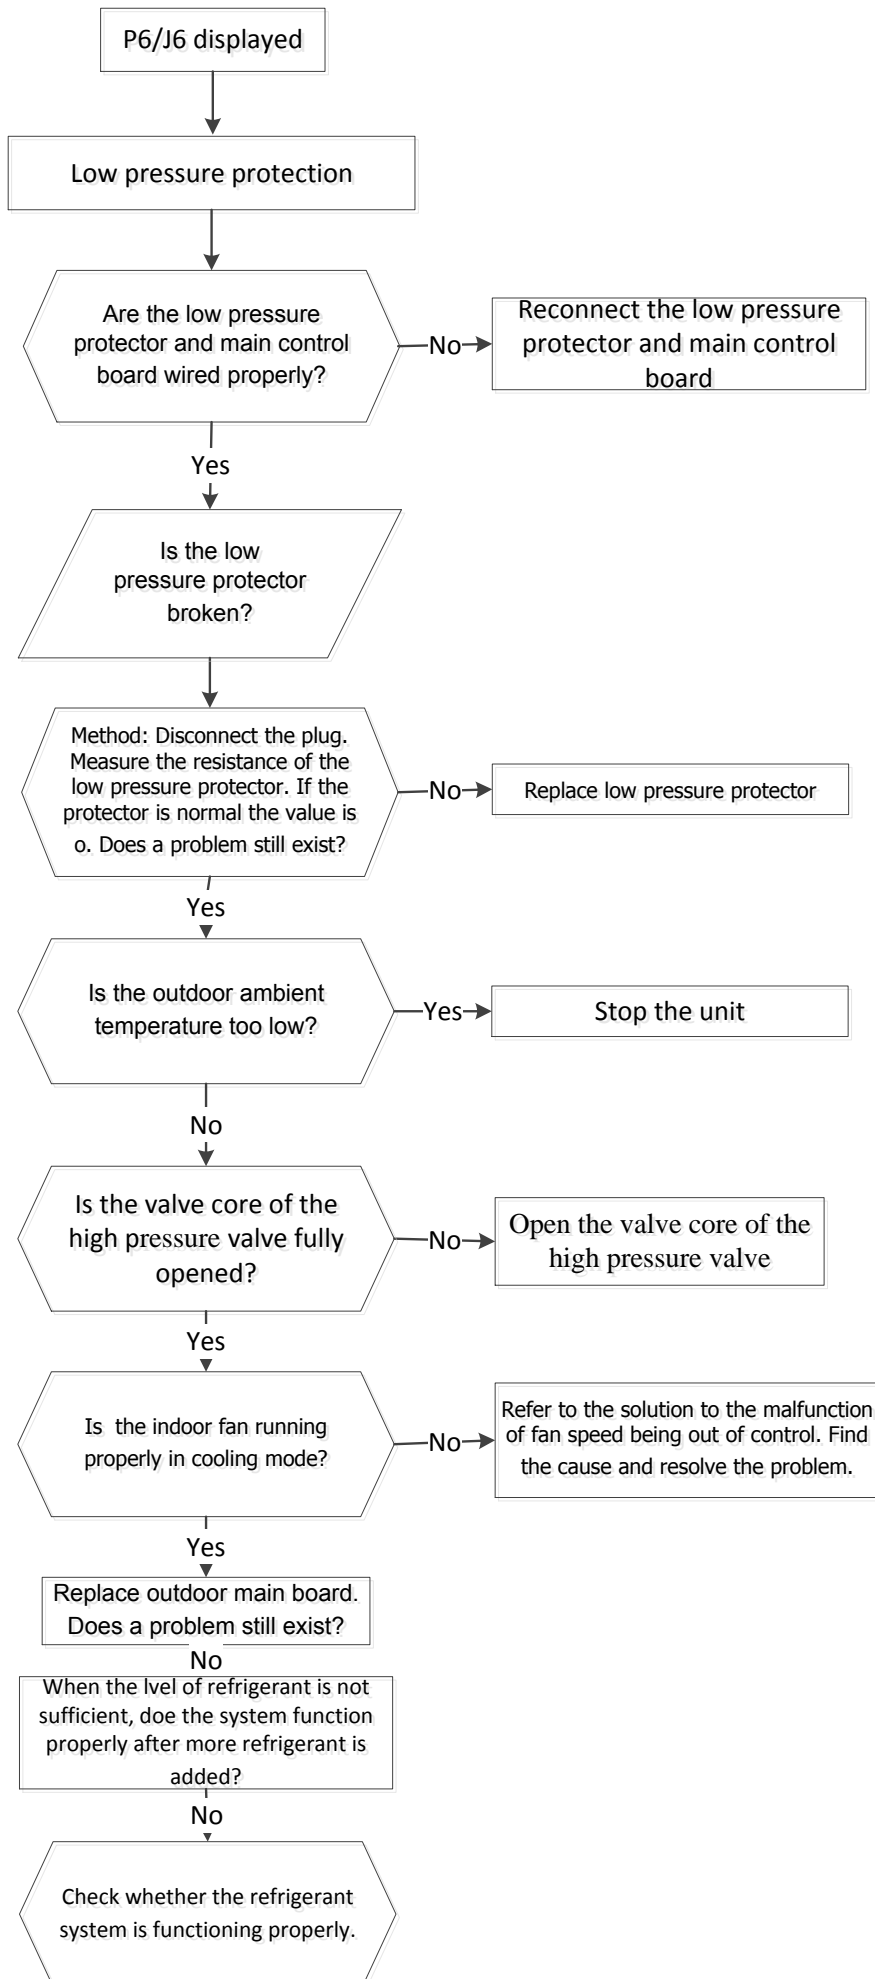 P6/J6 displayed
Low pressure protection
Are the low pressure
protector and main control
board wired properly?
No
Reconnect the low pressure
protector and main control
board
Yes
Is the low
pressure protector
broken?
Method: Disconnect the plug.
Measure the resistance of the
low pressure protector. If the
protector is normal the value is
o. Does a problem still exist?
No
Replace low pressure protector
Yes
Is the outdoor ambient
temperature too low?
Yes
Stop the unit
No
Is the valve core of the
high pressure valve fully
opened?
No
Open the valve core of the
high pressure valve
Yes
Is the indoor fan running
properly in cooling mode?
No
Refer to the solution to the malfunction
of fan speed being out of control. Find
the cause and resolve the problem.
Yes
Replace outdoor main board.
Does a problem still exist?
No
When the lvel of refrigerant is not
sufficient, doe the system function
properly after more refrigerant is
added?
No
Check whether the refrigerant
system is functioning properly.